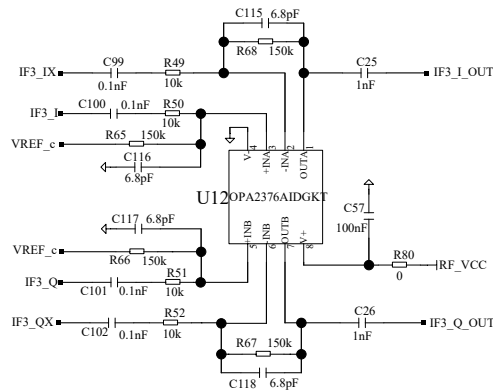 C115 6.8pF
R68 150k
IF3_IX C99 0.1nF R49 10k C25 1nF IF3_I_OUT
IF3_I C100 0.1nF R50 10k
VREF_c R65 150k
C116 6.8pF
V- +INA -INA OUTA
4 3 2 1
U12 OPA2376AIDGKT
+INB -INB OUTB V+
5 6 7 8
C57 100nF
C117 6.8pF
VREF_c R66 150k
R80 0 RF_VCC
IF3_Q C101 0.1nF R51 10k
IF3_QX C102 0.1nF R52 10k C26 1nF IF3_Q_OUT
R67 150k
C118 6.8pF